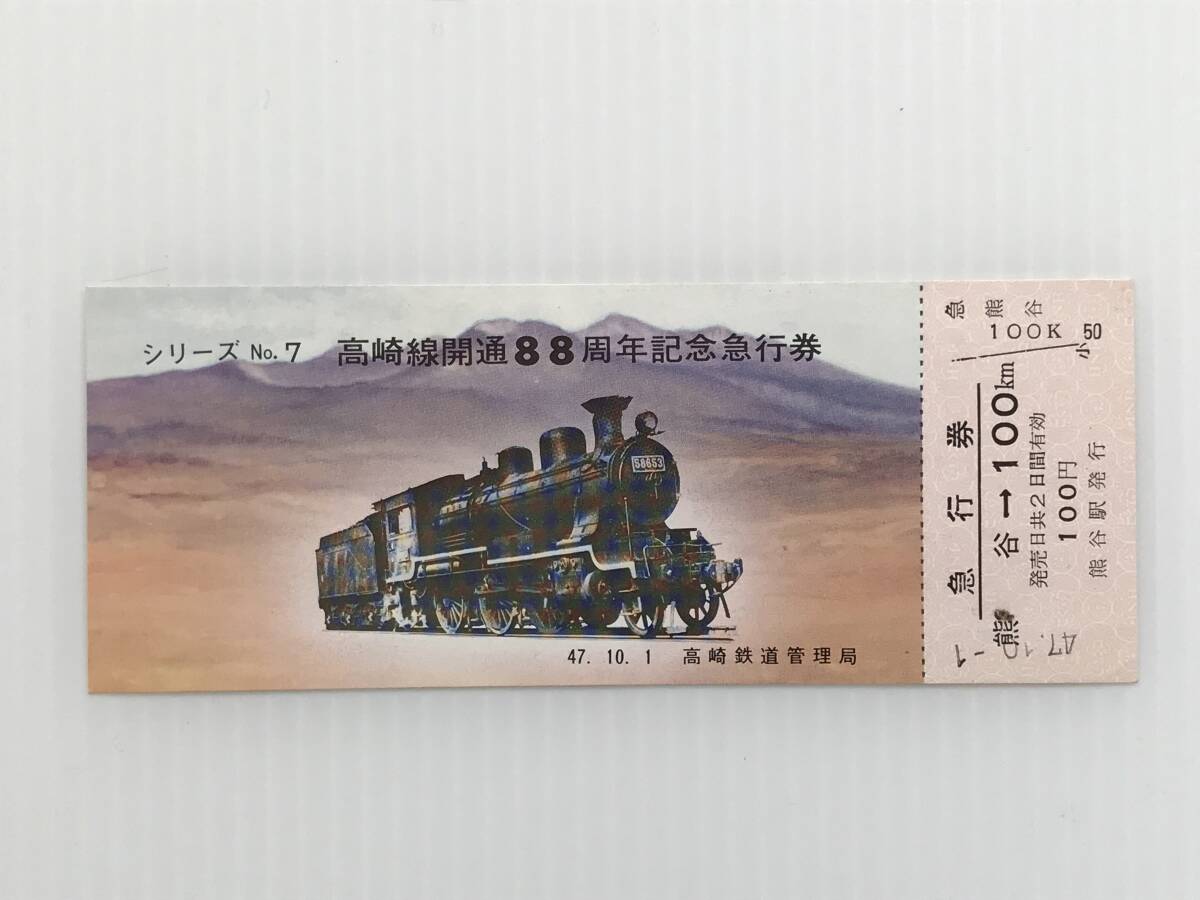 シリーズ No.7 高崎線開通88周年記念急行券
58653
47. 10. 1 高崎鉄道管理局
急 熊 谷
100K
小 50
急 行 券
熊 谷→100km
発売日共2日間有効
100円
熊谷駅発行
47.10.-1